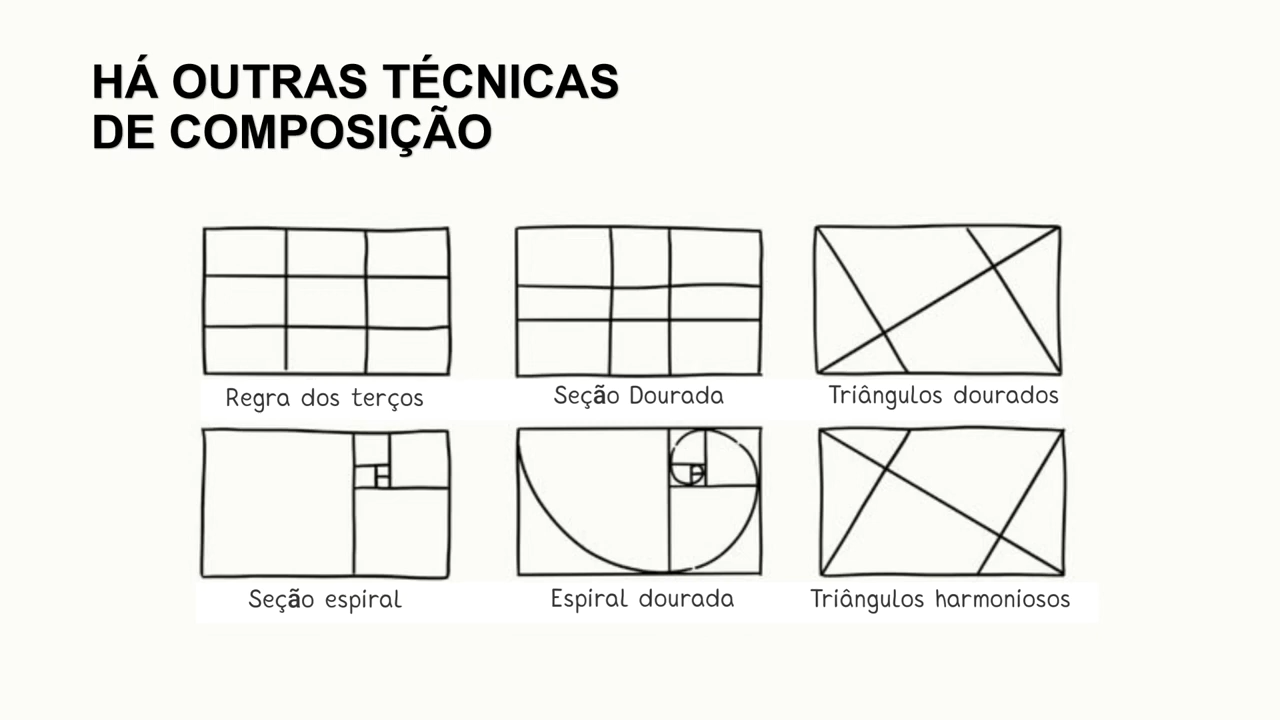 HÁ OUTRAS TÉCNICAS
DE COMPOSIÇÃO
Regra dos terços
Seção Dourada
Triângulos dourados
Seção espiral
Espiral dourada
Triângulos harmoniosos